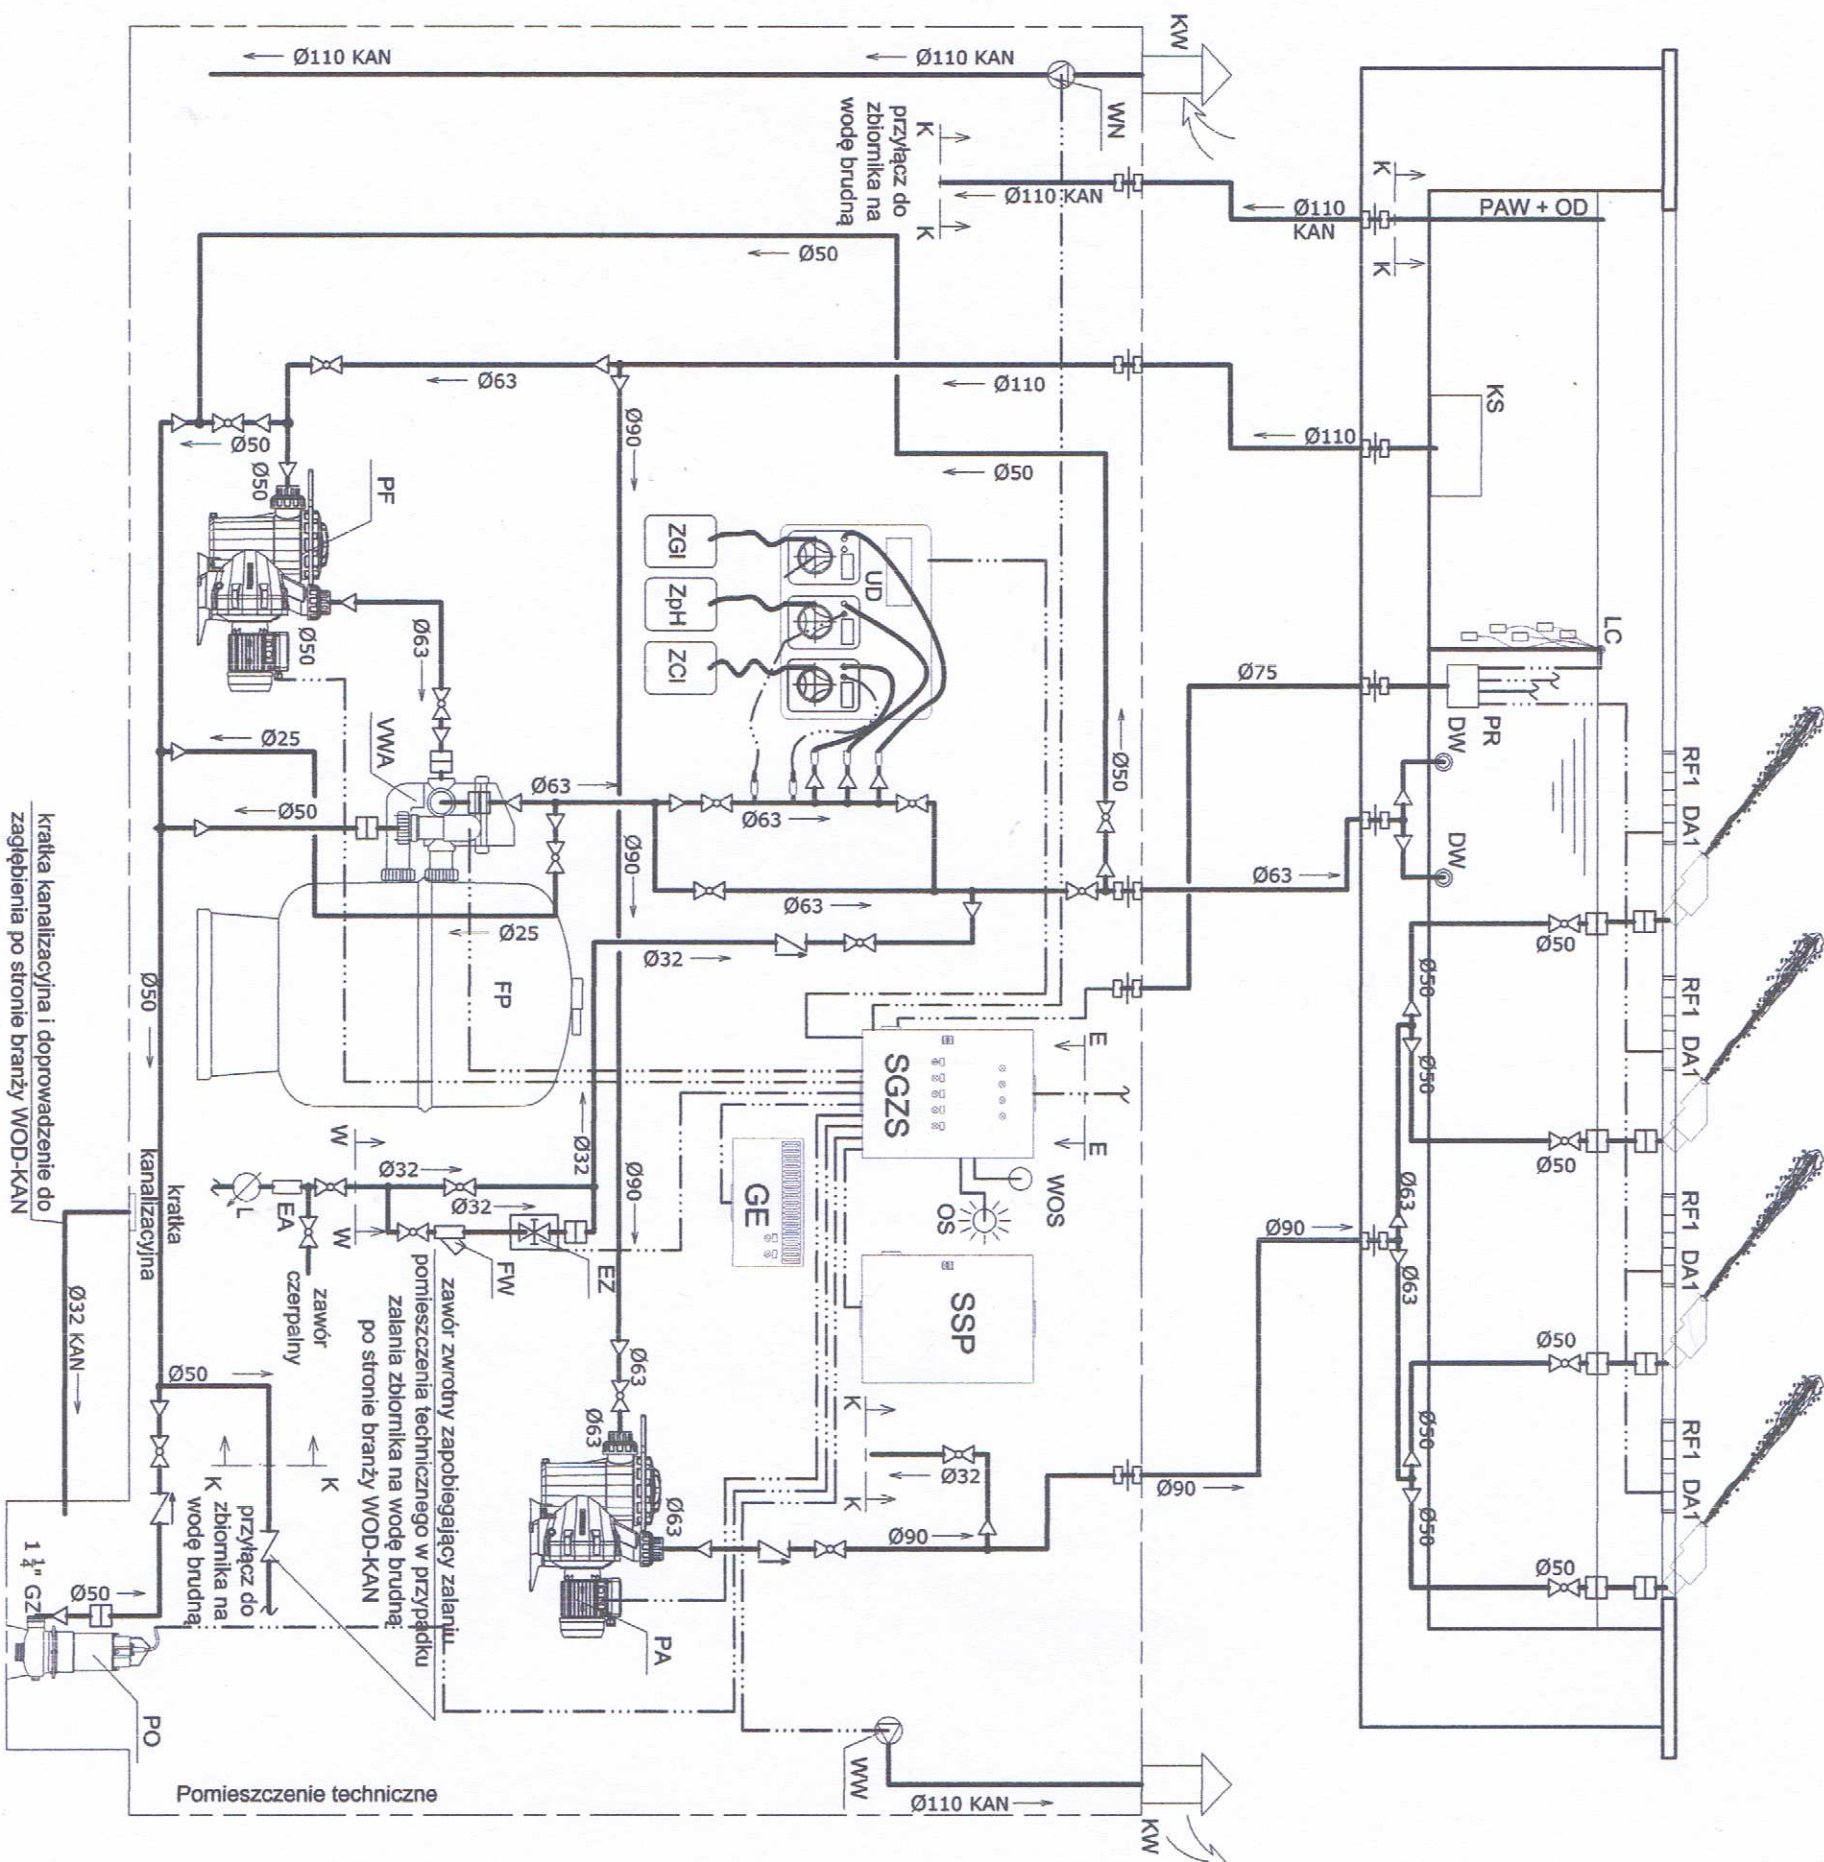 KW
Ø110 KAN
Ø110 KAN
WN
przyłącz do
zbiornika na
wodę brudną
K
K
Ø110 KAN
Ø110
KAN
K
K
PAW + OD
Ø50
Ø63
Ø110
Ø110
KS
Ø50
Ø50
Ø90
Ø50
PF
Ø50
Ø63
ZGI
ZpH
ZCl
UD
LC
Ø75
PR
DW
DW
RF1
DA1
Ø25
VWA
Ø50
Ø63
Ø63
Ø50
Ø90
Ø63
Ø63
Ø25
Ø32
FP
Ø50
Ø50
Ø50
RF1
DA1
Ø50
SGZS
E
E
WOS
OS
GE
SSP
Ø32
Ø90
W
W
Ø32
Ø32
EA
L
FW
EZ
zawór
czerpalny
kratka
kanalizacyjna
kratka kanalizacyjna i doprowadzenie do
zagłębienia po stronie branży WOD-KAN
Ø32 KAN
zawór zwrotny zapobiegający zalaniu
pomieszczenia technicznego w przypadku
zalania zbiornika na wodę brudną
po stronie branży WOD-KAN
Ø63
Ø90
Ø63
Ø50
RF1
DA1
Ø50
Ø50
Ø50
Ø50
RF1
DA1
Ø63
Ø63
Ø63
PA
K
K
Ø32
Ø90
Ø90
Ø50
K
K
przyłącz do
zbiornika na
wodę brudną
1 1/4" GZ
Ø50
PO
WW
Ø110 KAN
KW
Pomieszczenie techniczne